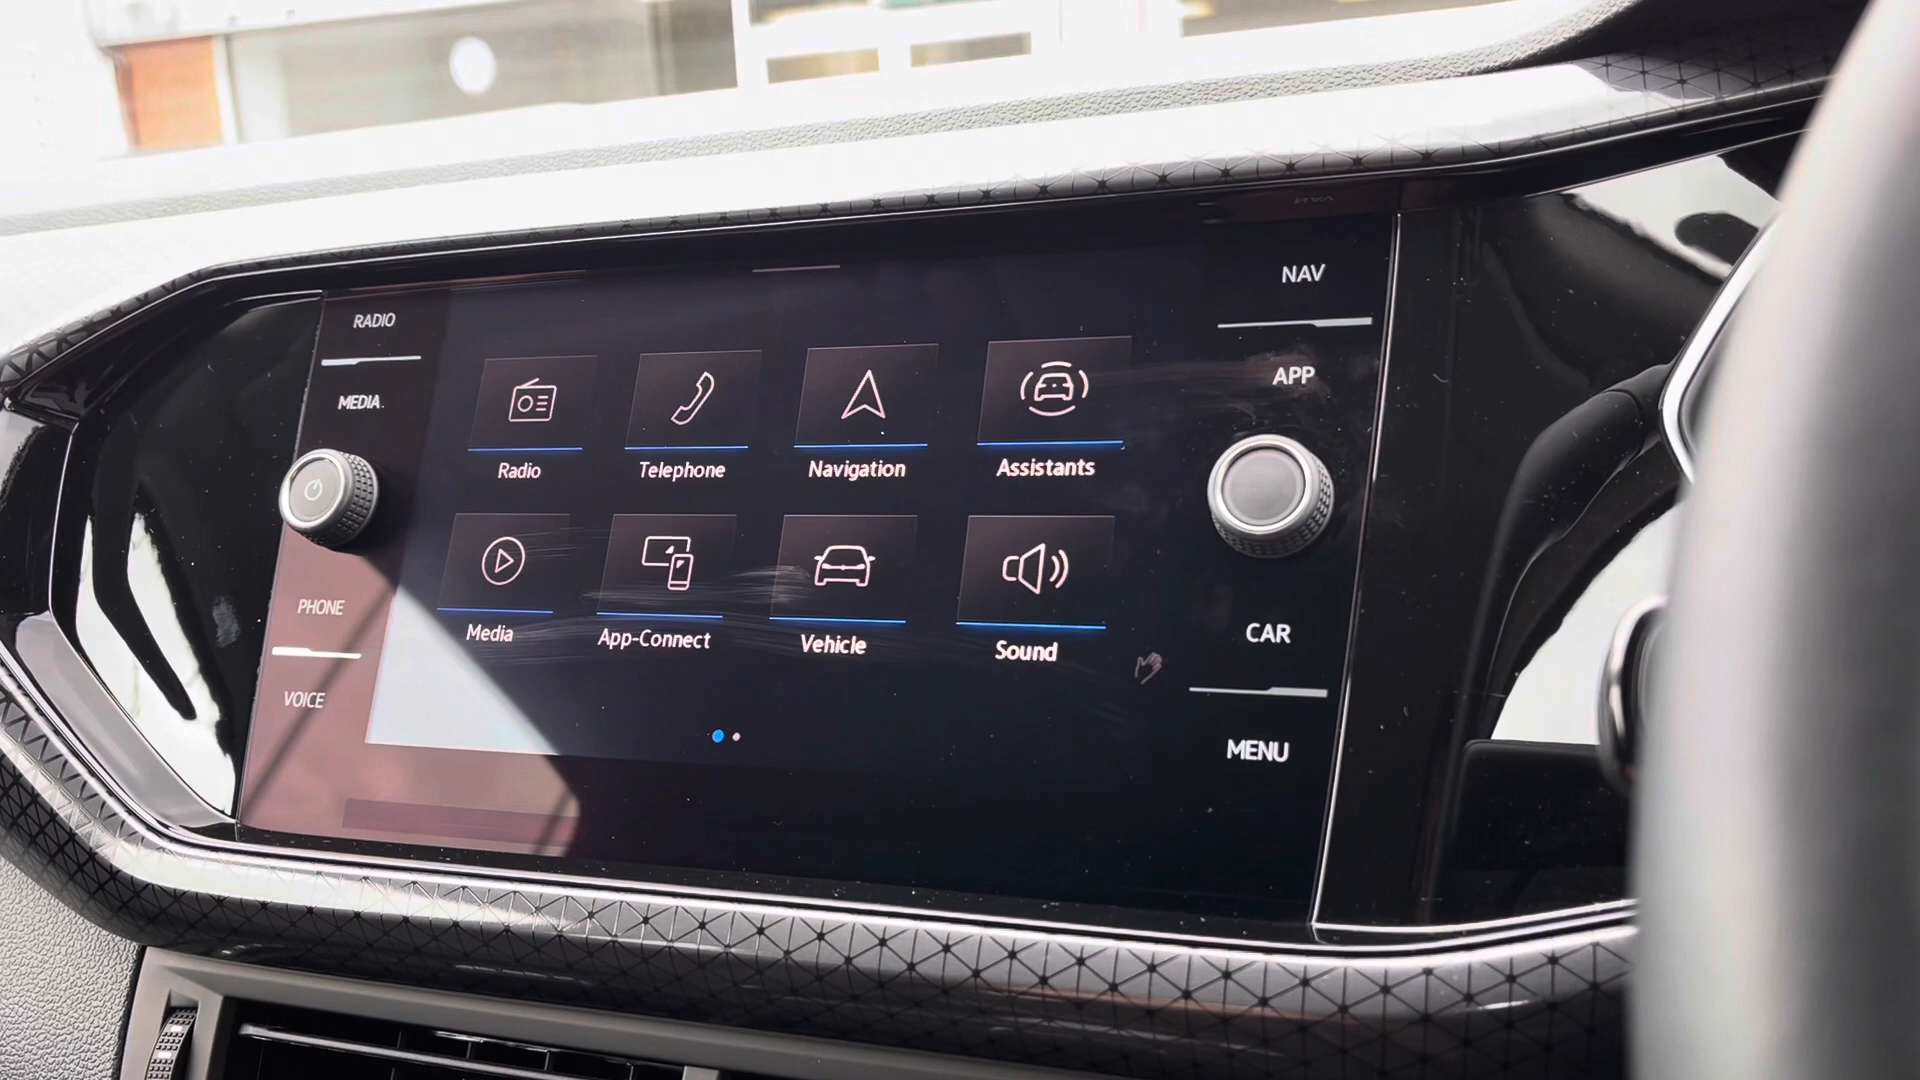 RADIO
MEDIA
PHONE
VOICE
Radio
Telephone
Navigation
Assistants
Media
App-Connect
Vehicle
Sound
NAV
APP
CAR
MENU